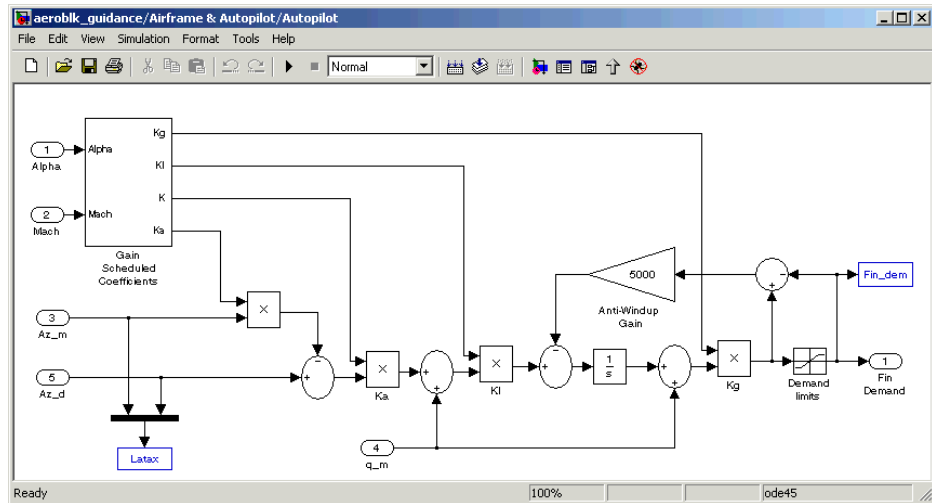 aeroblk_guidance/Airframe & Autopilot/Autopilot
File Edit View Simulation Format Tools Help
Normal
Kg
1
Alpha
Alpha
Kl
K
2
Mach
Mach
Ka
Gain
Scheduled
Coefficients
5000
Anti-Windup
Gain
-
+
Fin_dem
3
Az_m
×
-
+
5
Az_d
×
Ka
+
+
×
Kl
-
+
1
s
+
+
×
Kg
Demand
limits
1
Fin
Demand
Latax
4
q_m
Ready
100%
ode45